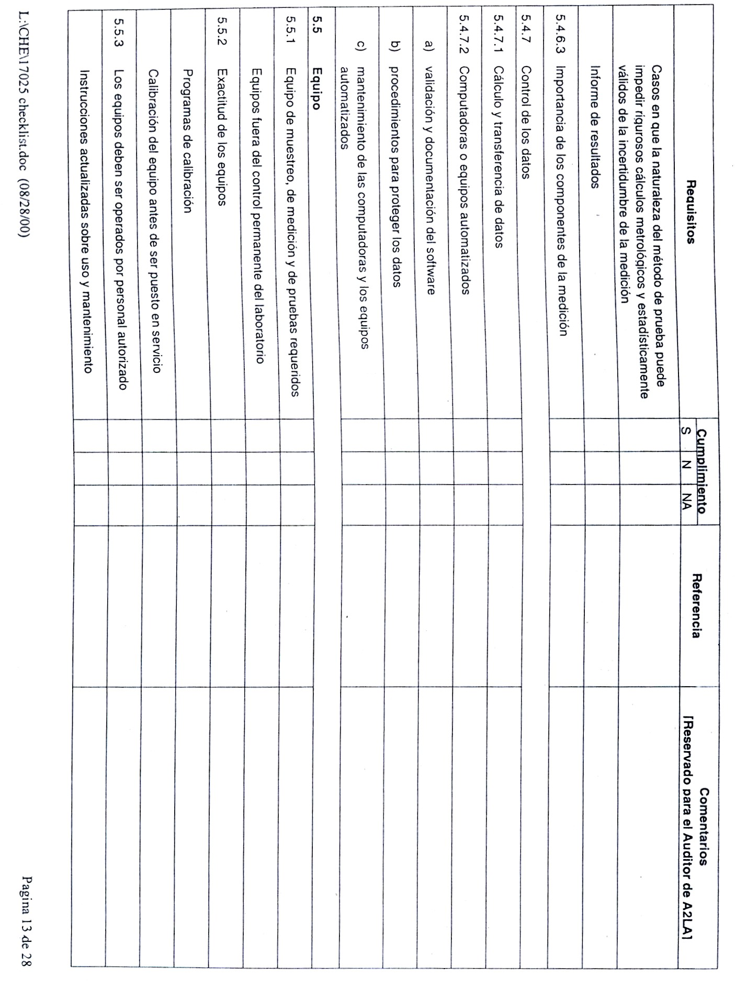 Requisitos
Cumplimiento
S N NA
Referencia
Comentarios
[Reservado para el Auditor de A2LA]
Casos en que la naturaleza del método de prueba puede
impedir rigurosos cálculos metrológicos y estadísticamente
válidos de la incertidumbre de la medición
Informe de resultados
5.4.6.3 Importancia de los componentes de la medición
5.4.7 Control de los datos
5.4.7.1 Cálculo y transferencia de datos
5.4.7.2 Computadoras o equipos automatizados
a) validación y documentación del software
b) procedimientos para proteger los datos
c) mantenimiento de las computadoras y los equipos
automatizados
5.5 Equipo
5.5.1 Equipo de muestreo, de medición y de pruebas requeridos
Equipos fuera del control permanente del laboratorio
5.5.2 Exactitud de los equipos
Programas de calibración
Calibración del equipo antes de ser puesto en servicio
5.5.3 Los equipos deben ser operados por personal autorizado
Instrucciones actualizadas sobre uso y mantenimiento
L:\CHE\17025 checklist.doc (08/28/00)
Pagina 13 de 28